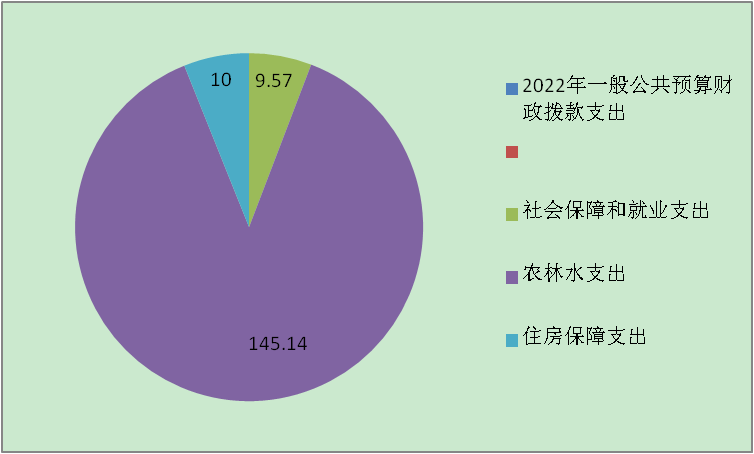 10
9.57
145.14
2022年一般公共预算财
政拨款支出
社会保障和就业支出
农林水支出
住房保障支出